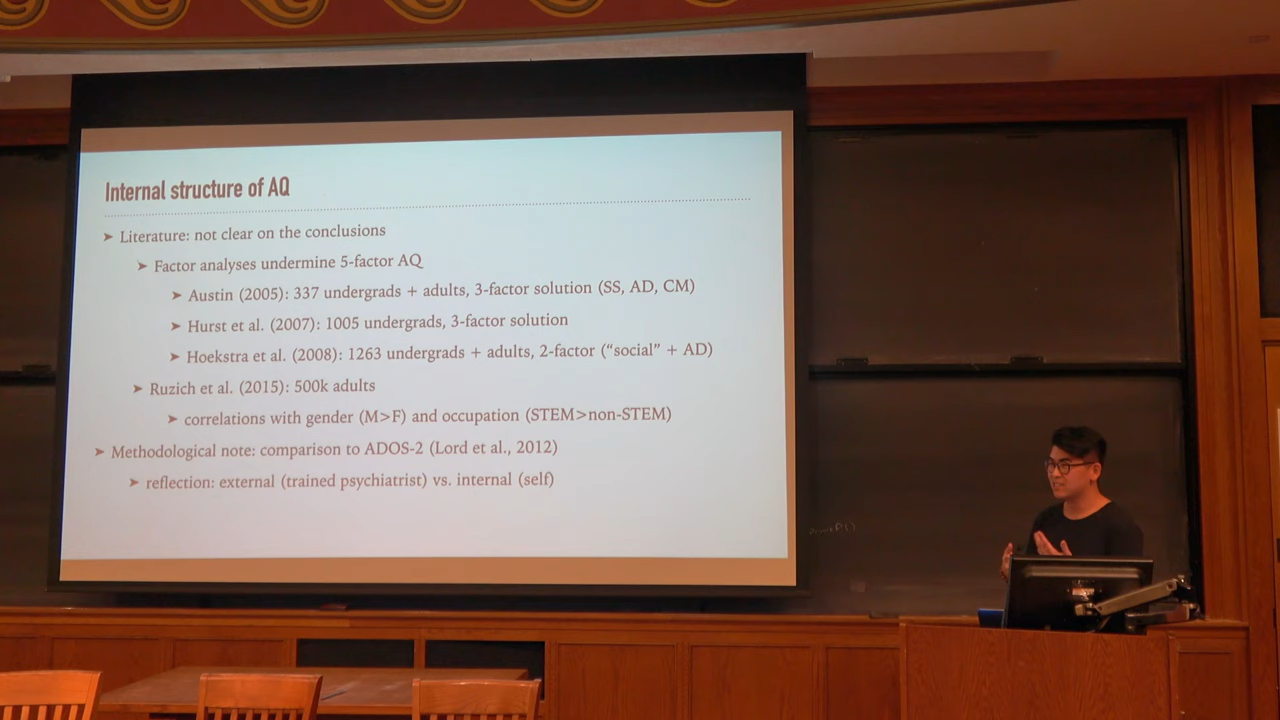 Internal structure of AQ
➤ Literature: not clear on the conclusions
➤ Factor analyses undermine 5-factor AQ
➤ Austin (2005): 337 undergrads + adults, 3-factor solution (SS, AD, CM)
➤ Hurst et al. (2007): 1005 undergrads, 3-factor solution
➤ Hoekstra et al. (2008): 1263 undergrads + adults, 2-factor (“social” + AD)
➤ Ruzich et al. (2015): 500k adults
➤ correlations with gender (M>F) and occupation (STEM>non-STEM)
➤ Methodological note: comparison to ADOS-2 (Lord et al., 2012)
➤ reflection: external (trained psychiatrist) vs. internal (self)